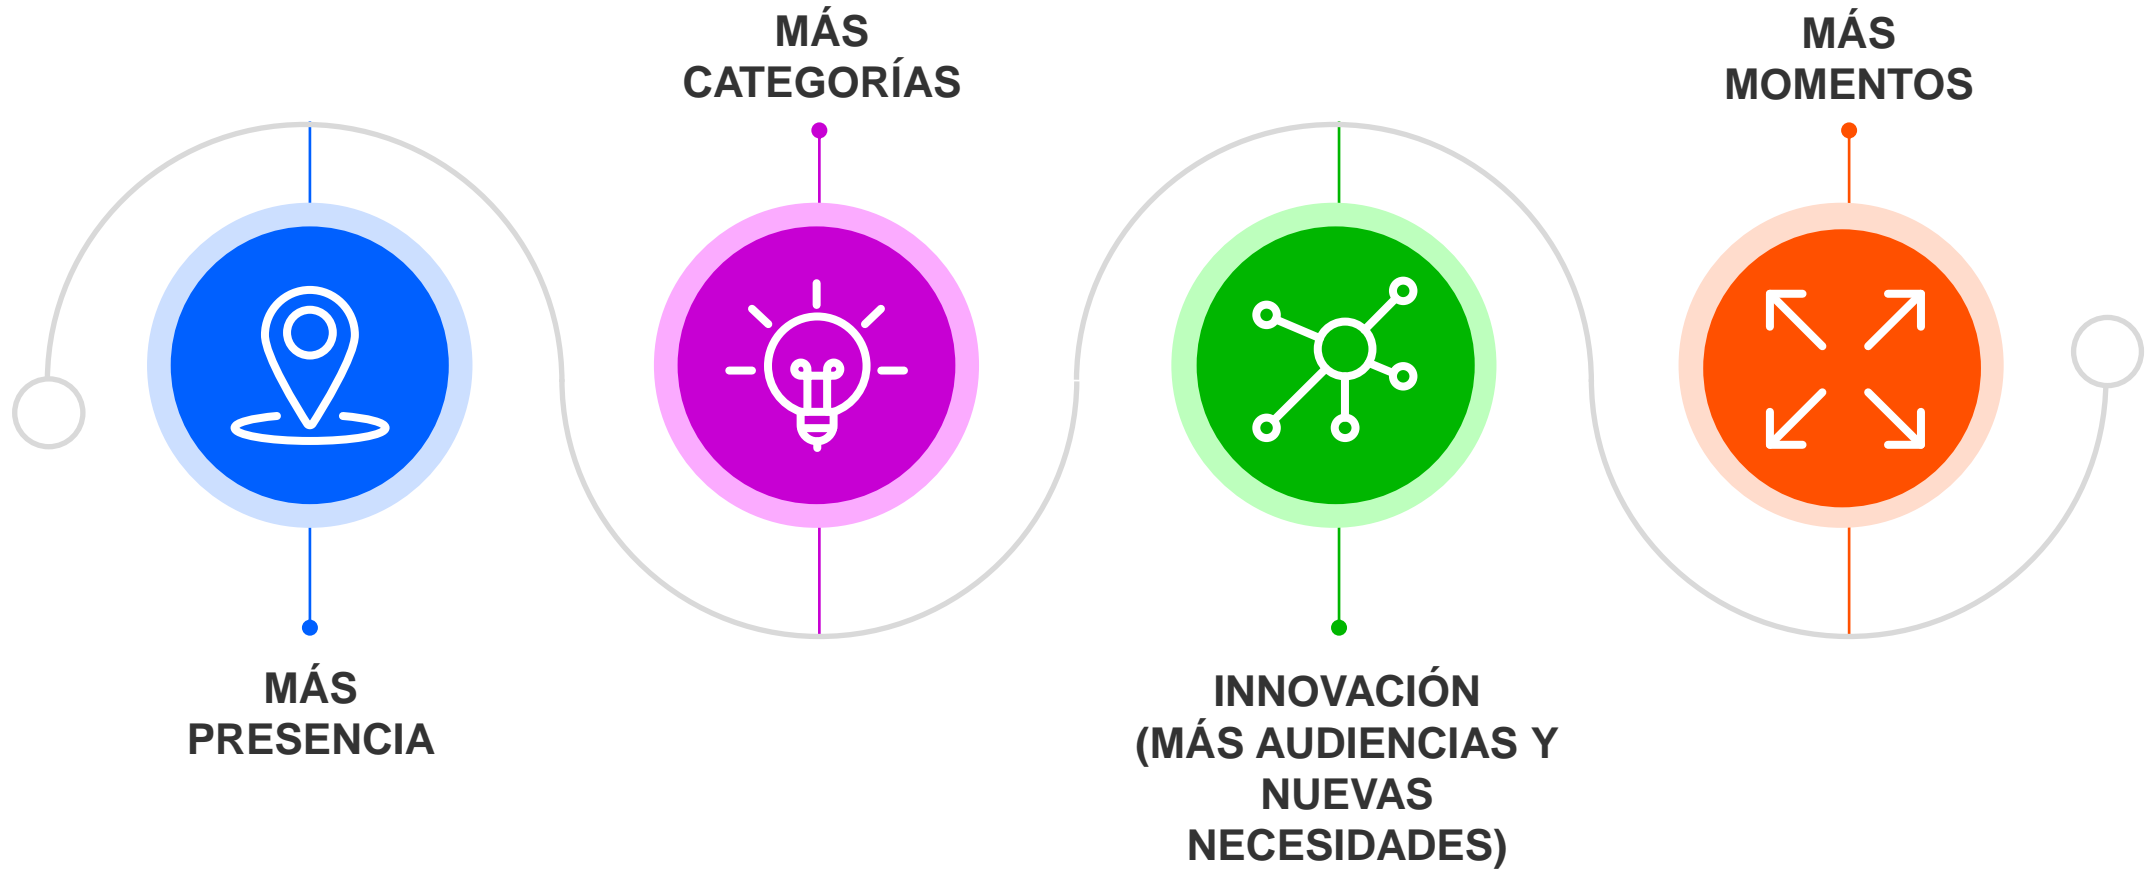 MÁS
PRESENCIA
MÁS
CATEGORÍAS
INNOVACIÓN
(MÁS AUDIENCIAS Y
NUEVAS
NECESIDADES)
MÁS
MOMENTOS